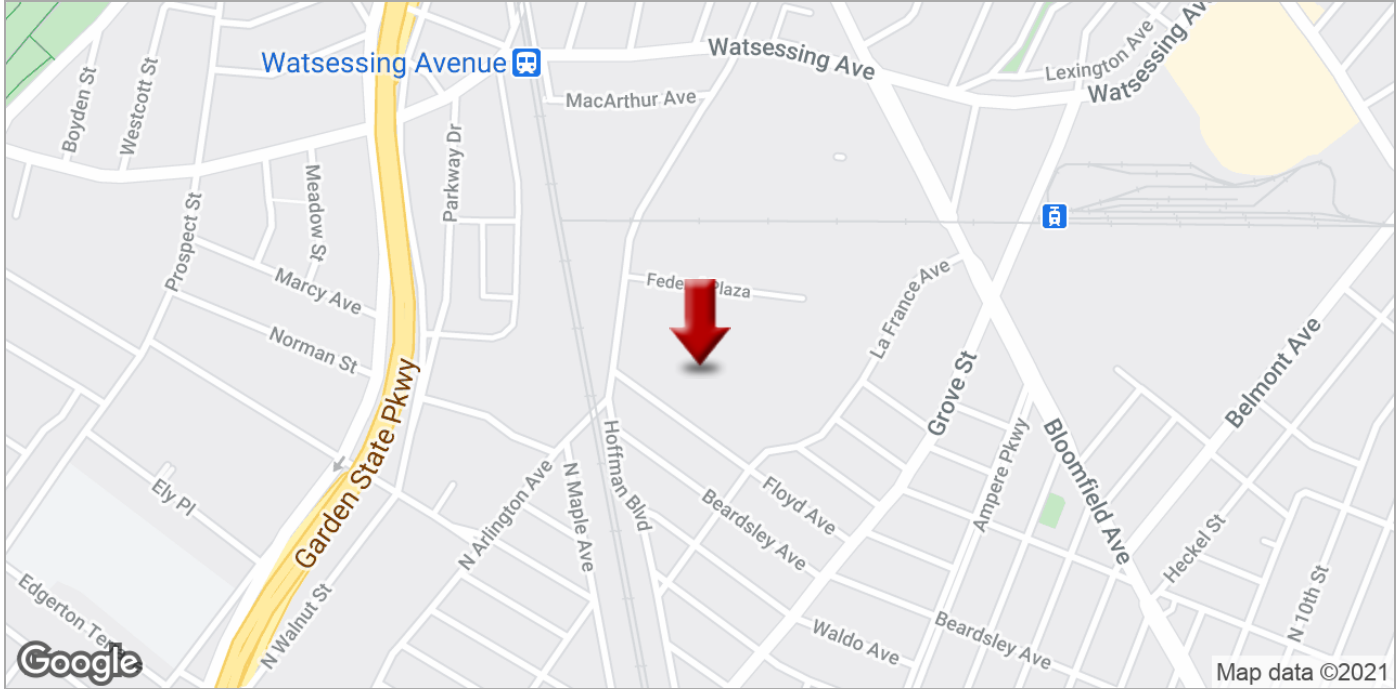 Watsessing Avenue
Watsessing Ave
Lexington Ave
Watsessing
MacArthur Ave
Boyden St
Westcott St
Parkway Dr
Meadow St
Prospect St
Marcy Ave
Norman St
Plaza
La France Ave
Garden State Pkwy
Grove St
Belmont Ave
Hoffman Blvd
Bloomfield Ave
Ampere Pkwy
N Arlington Ave
N Maple Ave
Floyd Ave
Beardsley Ave
Ely Pl
Heckel St
N 10th St
Edgerton
N Walnut St
Waldo Ave
Beardsley Ave
Google
Map data ©2021